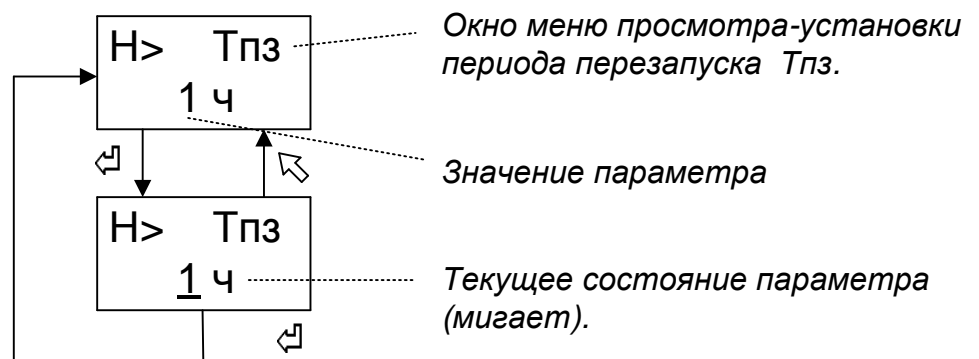 Н> Тпз
1 ч
Окно меню просмотра-установки
периода перезапуска Тпз.
Значение параметра
Н> Тпз
1 ч
Текущее состояние параметра
(мигает).